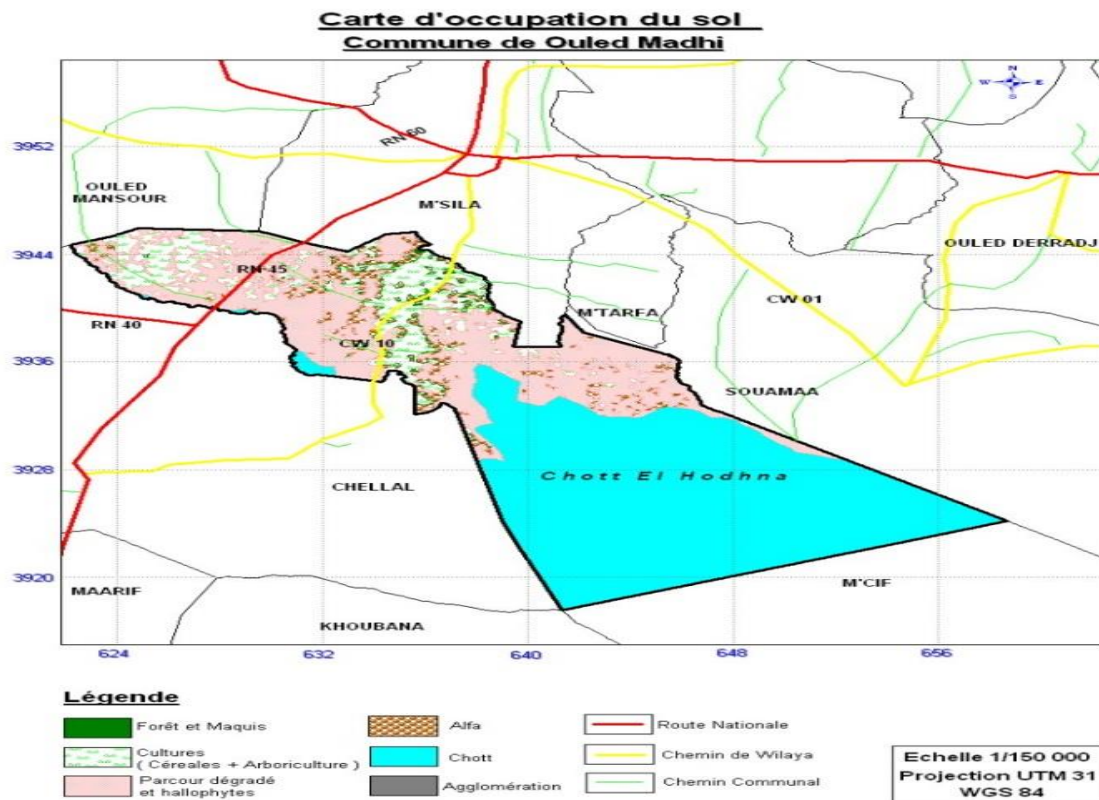 Carte d'occupation du sol
Commune de Ouled Madhi
N
W E
S
3952
3944
3936
3928
3920
RN 60
OULED
MANSOUR
M'SILA
OULED DERRADJ
RN 45
CW 01
M'TARFA
RN 40
CW 10
SOUAMAA
Chott El Hodhna
CHELLAL
MAARIF
M'CIF
KHOUBANA
624
632
640
648
656
Légende
Forêt et Maquis
Cultures
( Céreales + Arboriculture )
Parcour dégradé
et hallophytes
Alfa
Chott
Agglomération
Route Nationale
Chemin de Wilaya
Chemin Communal
Echelle 1/150 000
Projection UTM 31
WGS 84